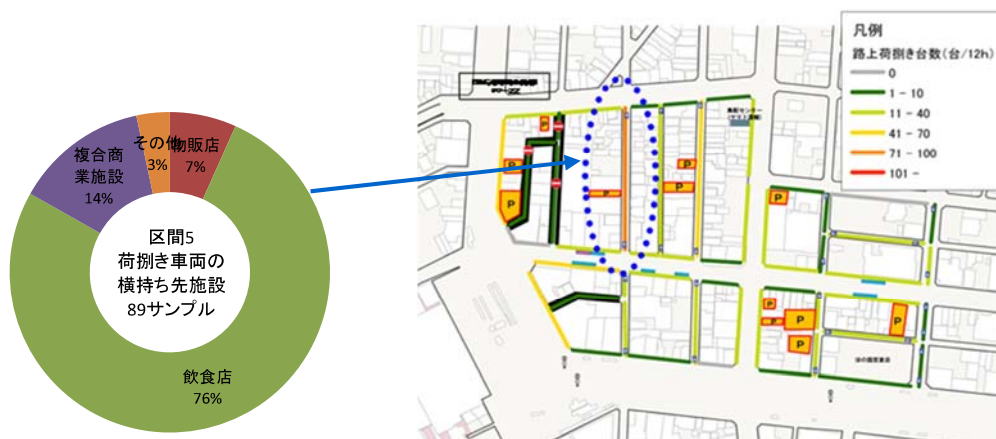 その他
3%
物販店
7%
複合商
業施設
14%
区間5
荷捌き車両の
横持ち先施設
89サンプル
飲食店
76%
凡例
路上荷捌き台数(台/12h)
0
1 - 10
11 - 40
41 - 70
71 - 100
101 -
P
P
P
P
P
P
P
P
P
P
P
P